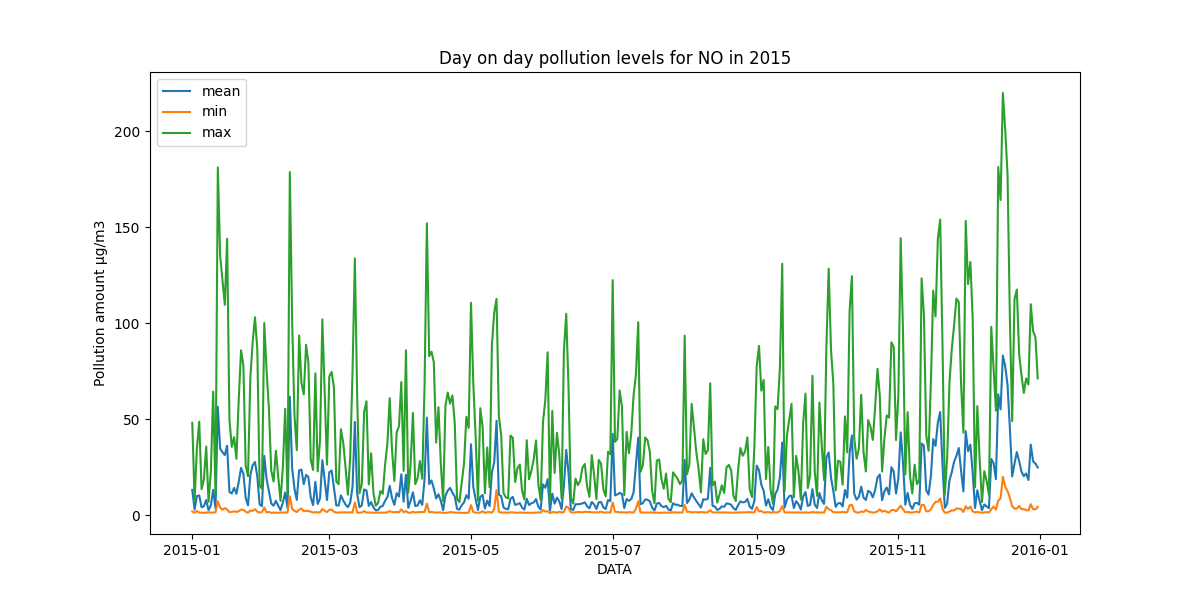 Day on day pollution levels for NO in 2015
mean
min
max
Pollution amount µg/m3
200
150
100
50
0
2015-01
2015-03
2015-05
2015-07
2015-09
2015-11
2016-01
DATA